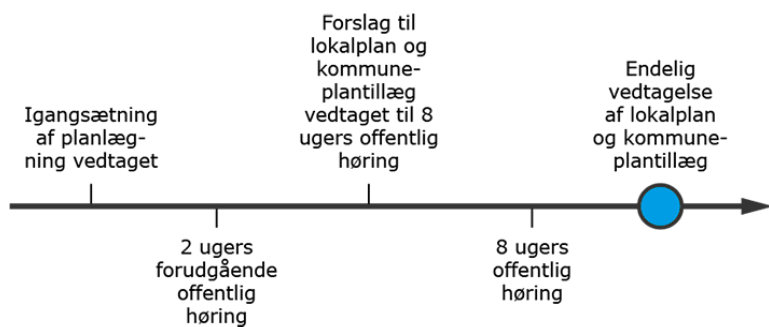 Igangsætning
af planlæg-
ning vedtaget
2 ugers
forudgående
offentlig
høring
Forslag til
lokalplan og
kommune-
plantillæg
vedtaget til 8
ugers offentlig
høring
8 ugers
offentlig
høring
Endelig
vedtagelse
af lokalplan
og kommune-
plantillæg